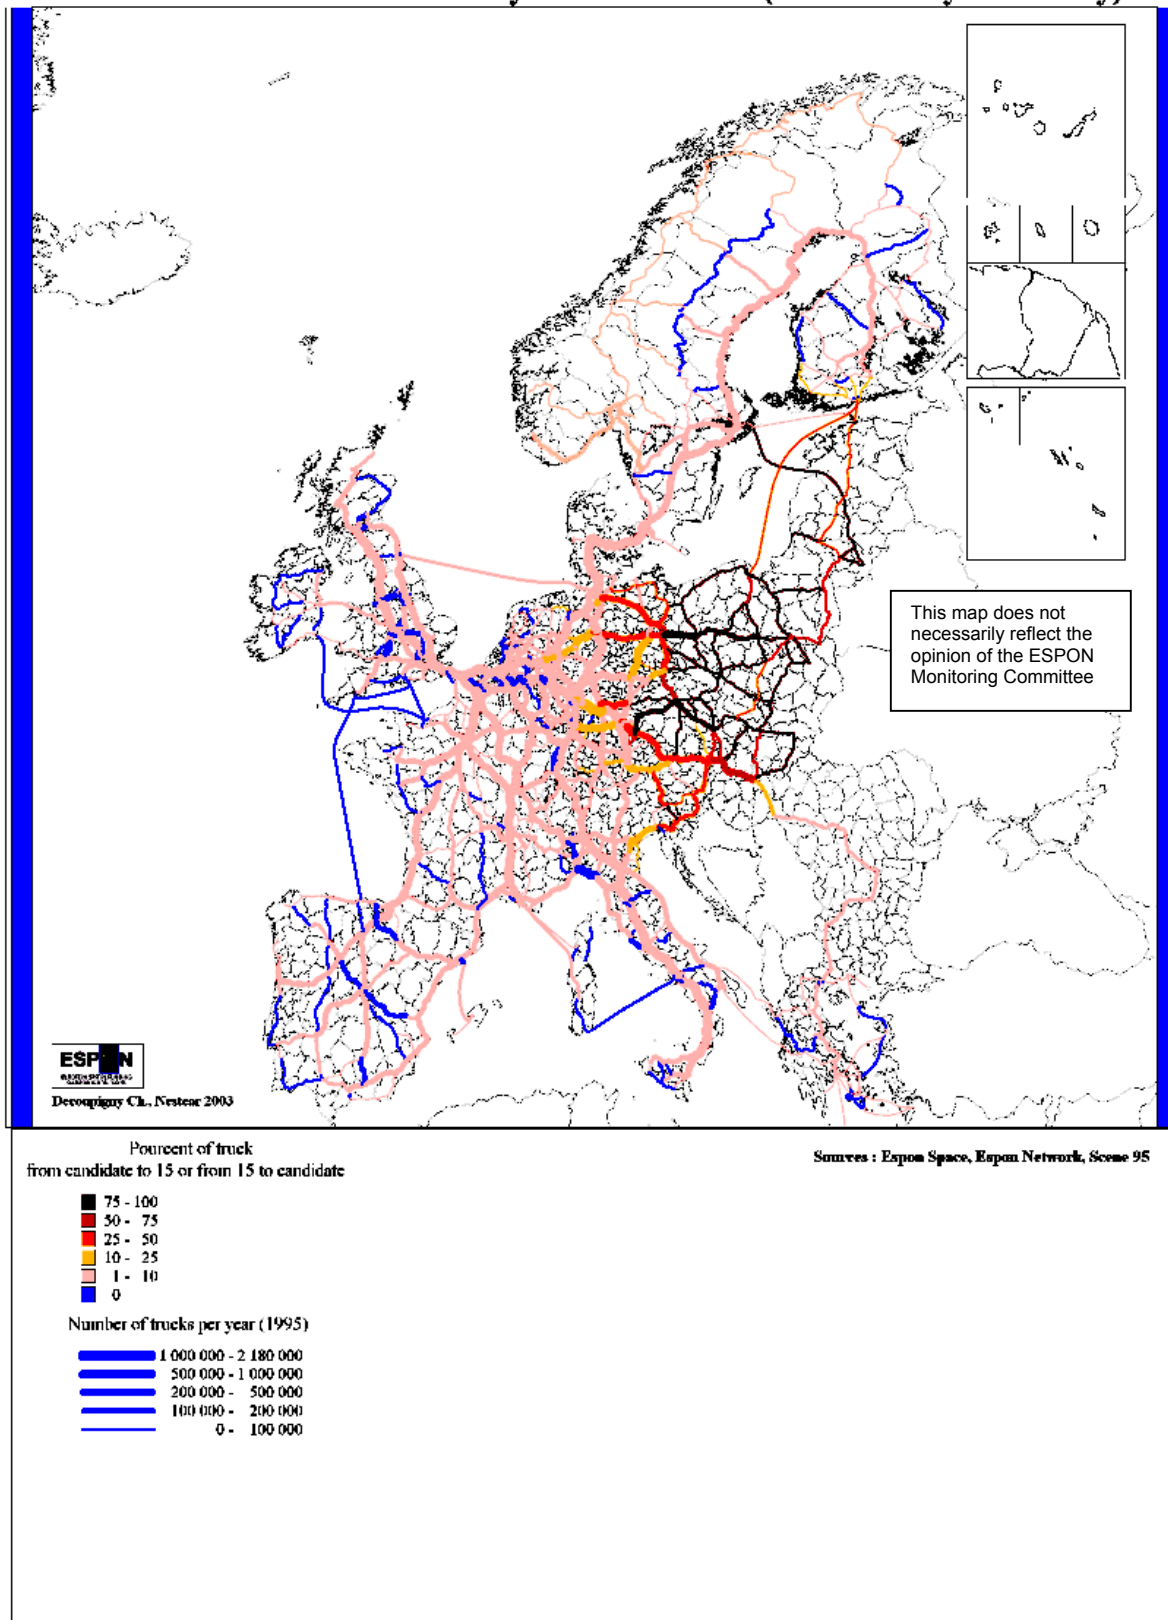 This map does not
necessarily reflect the
opinion of the ESPON
Monitoring Committee
ESPON
Decoupigny Ch., Nestear 2003
Pourcent of truck
from candidate to 15 or from 15 to candidate
Sources : Espon Space, Espon Network, Scene 95
75 - 100
50 - 75
25 - 50
10 - 25
1 - 10
0
Number of trucks per year (1995)
1 000 000 - 2 180 000
500 000 - 1 000 000
200 000 - 500 000
100 000 - 200 000
0 - 100 000